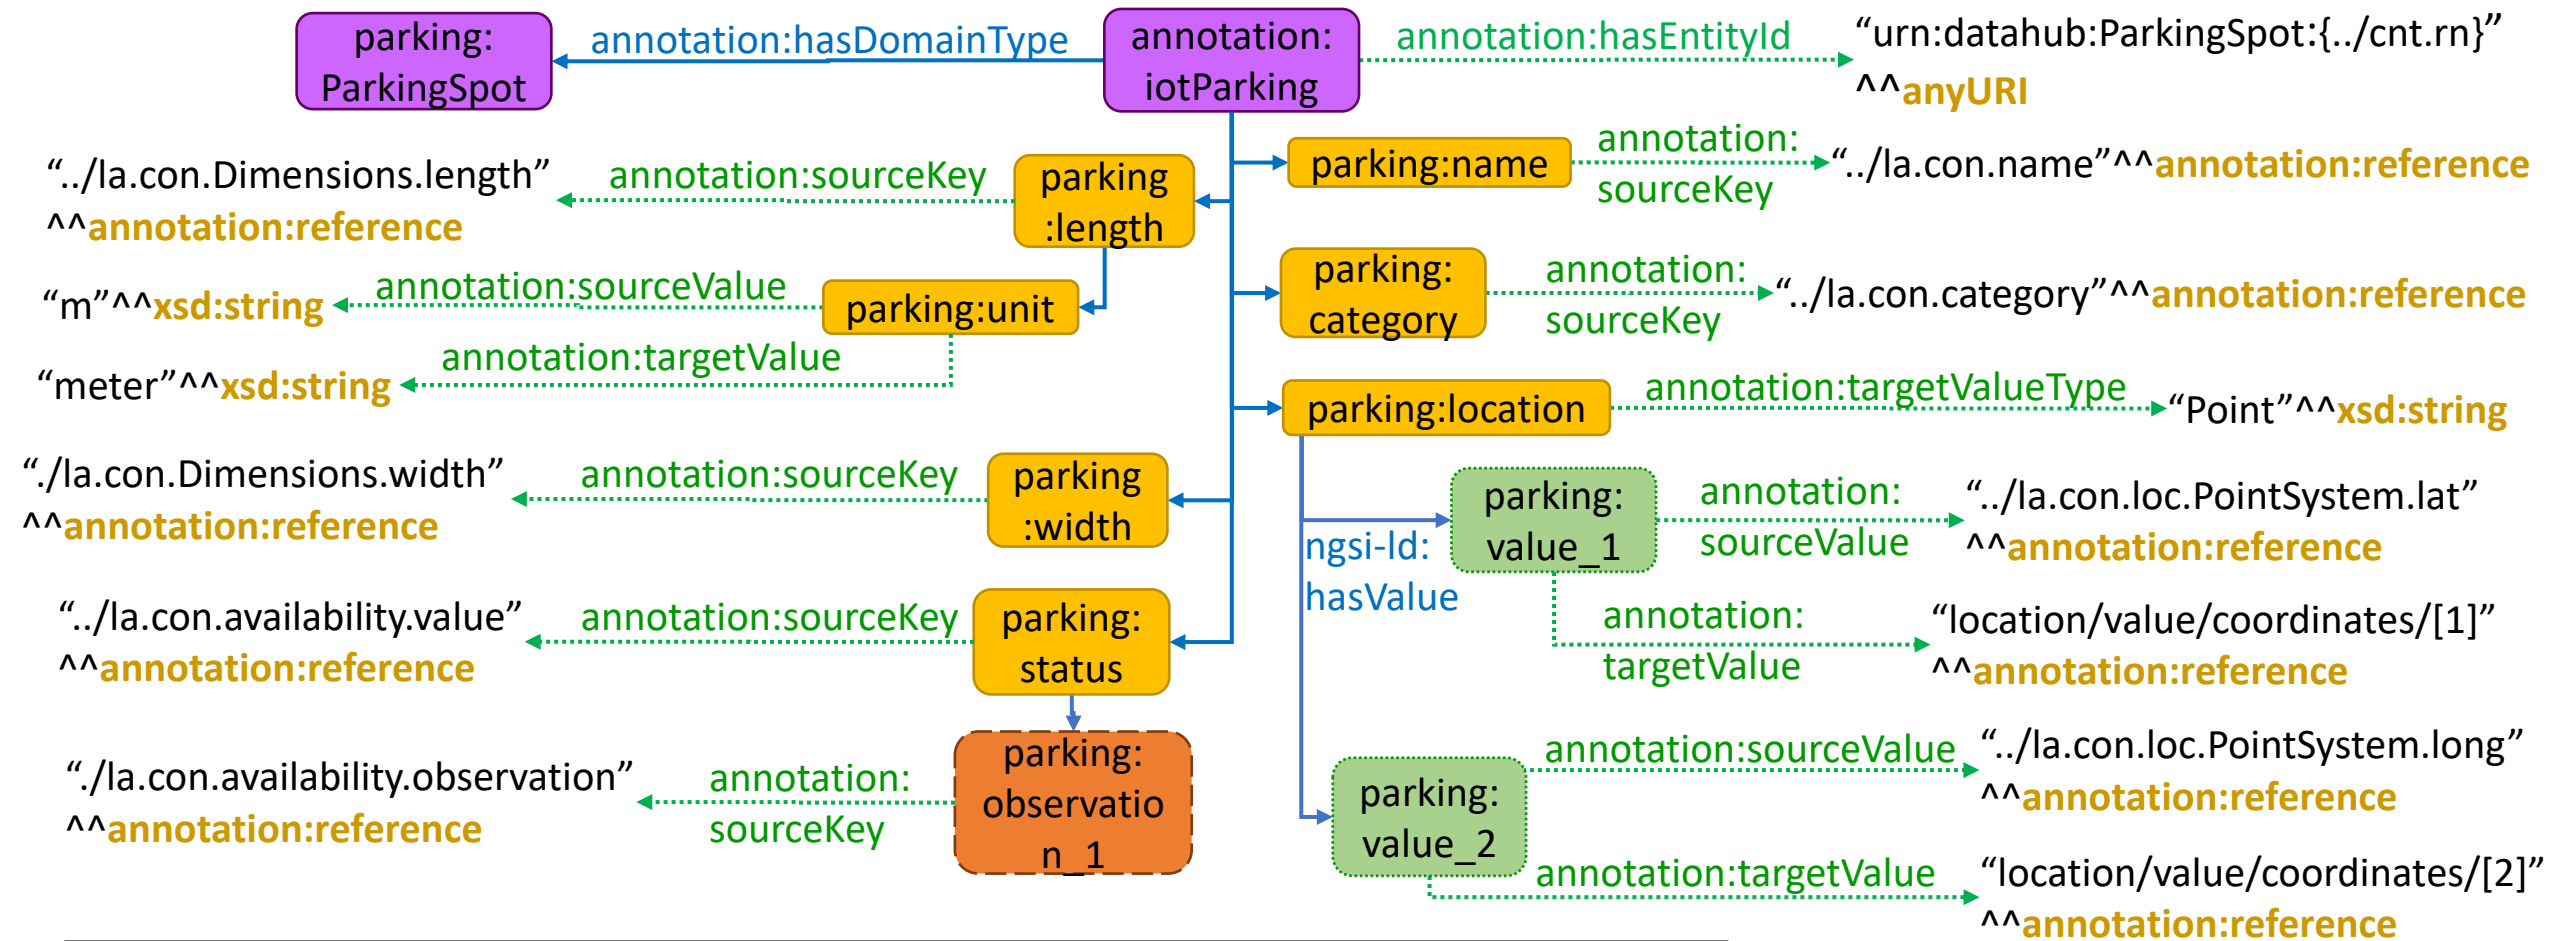 parking:
ParkingSpot
annotation:hasDomainType
annotation:
iotParking
annotation:hasEntityId
“urn:datahub:ParkingSpot:{../cnt.rn}”
^^anyURI
“../la.con.Dimensions.length”
^^annotation:reference
annotation:sourceKey
parking
:length
parking:name
annotation:
sourceKey
“../la.con.name”^^annotation:reference
“m”^^xsd:string
annotation:sourceValue
parking:unit
parking:
category
annotation:
sourceKey
“../la.con.category”^^annotation:reference
“meter”^^xsd:string
annotation:targetValue
parking:location
annotation:targetValueType
“Point”^^xsd:string
“./la.con.Dimensions.width”
^^annotation:reference
annotation:sourceKey
parking
:width
ngsi-ld:
hasValue
parking:
value_1
annotation:
sourceValue
“../la.con.loc.PointSystem.lat”
^^annotation:reference
annotation:
targetValue
“location/value/coordinates/[1]”
^^annotation:reference
“../la.con.availability.value”
^^annotation:reference
annotation:sourceKey
parking:
status
“./la.con.availability.observation”
^^annotation:reference
annotation:
sourceKey
parking:
observatio
n_1
parking:
value_2
annotation:sourceValue
“../la.con.loc.PointSystem.long”
^^annotation:reference
annotation:targetValue
“location/value/coordinates/[2]”
^^annotation:reference